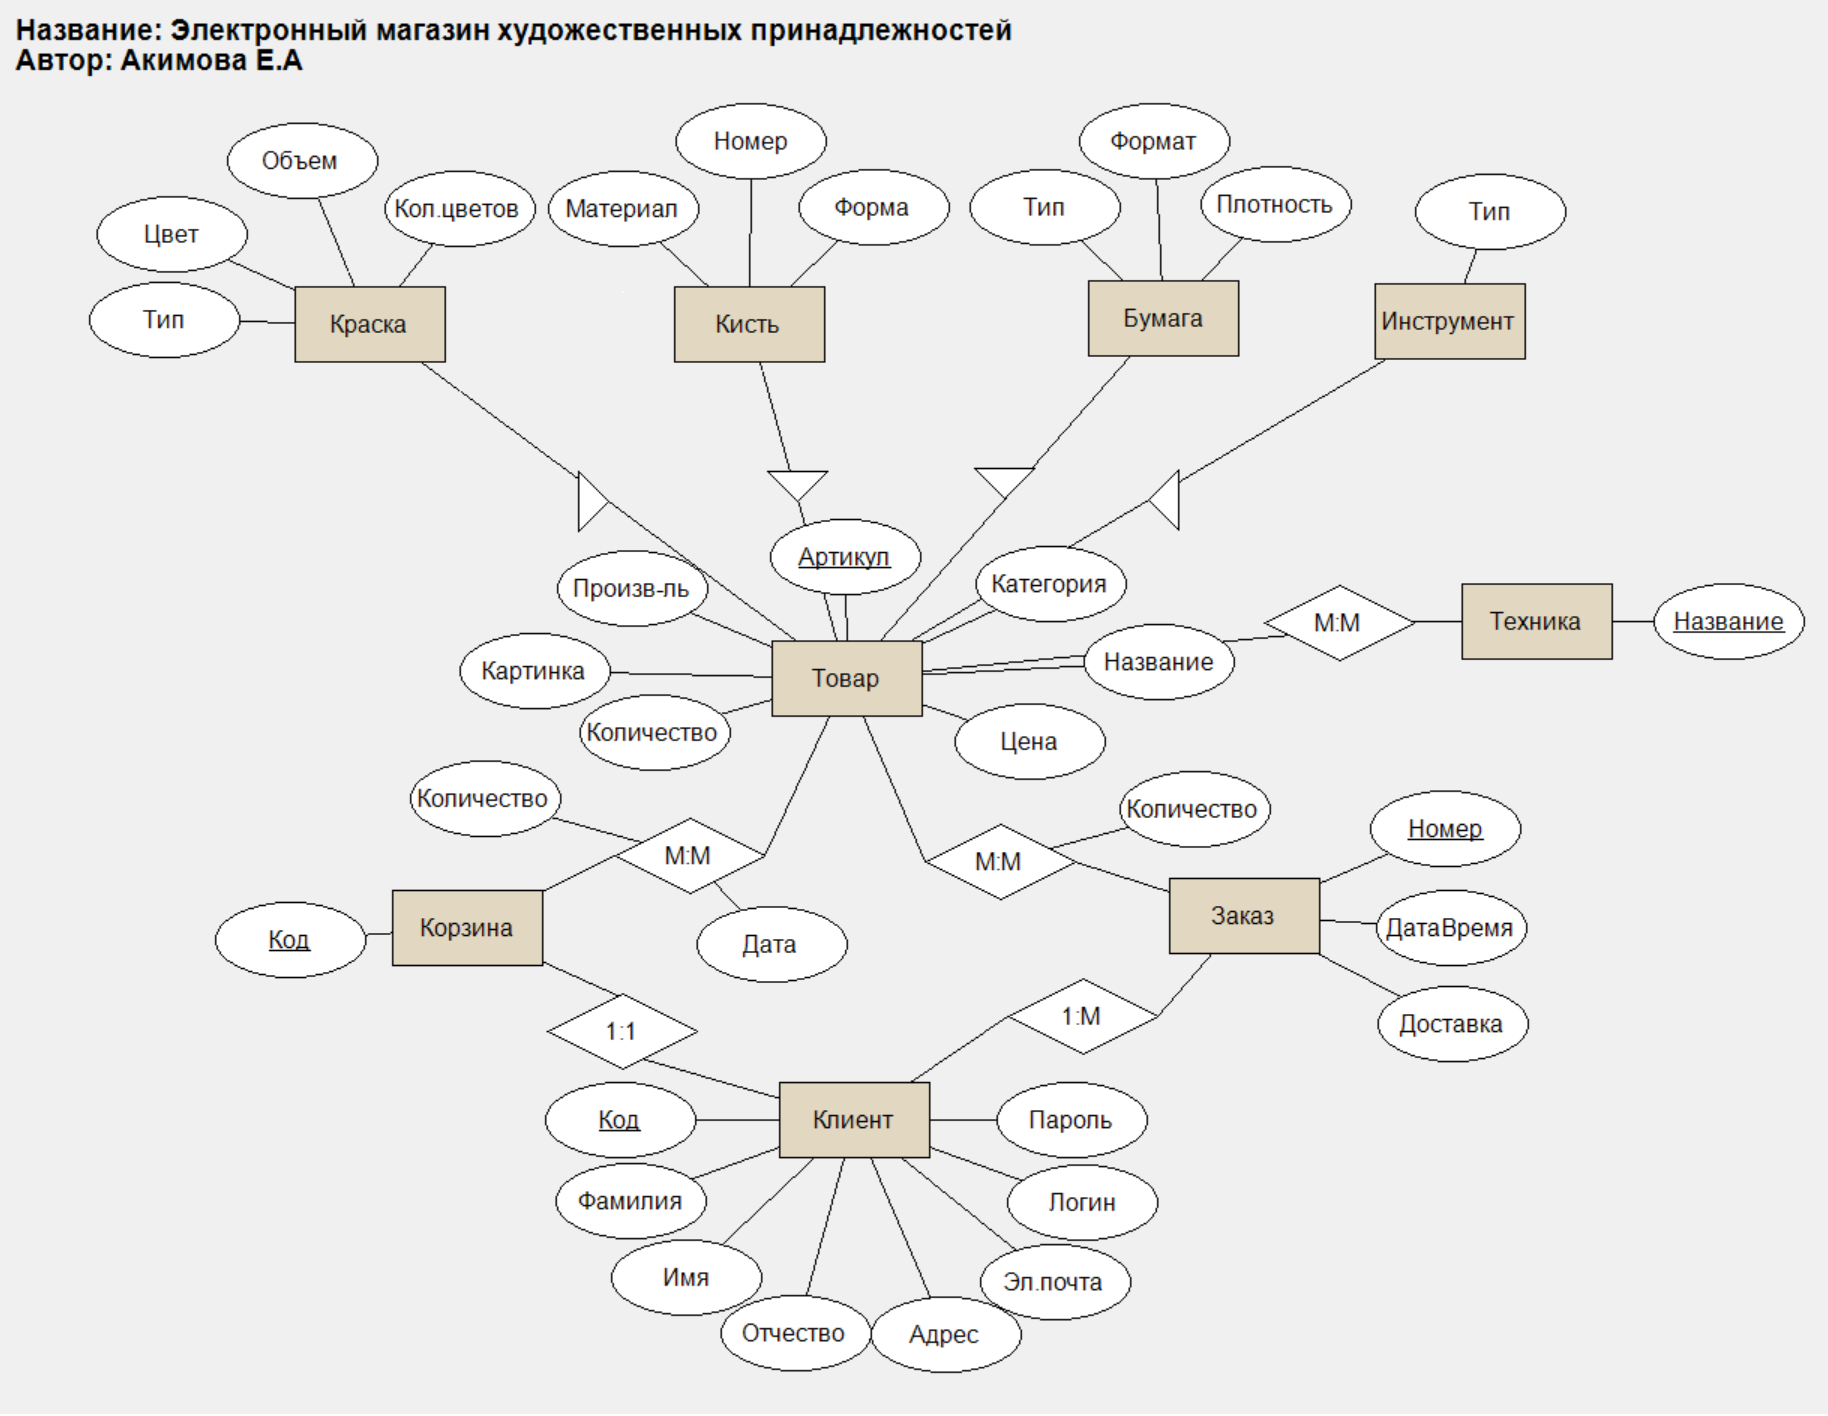 Название: Электронный магазин художественных принадлежностей
Автор: Акимова Е.А
Номер
Формат
Объем
Кол.цветов
Материал
Форма
Тип
Плотность
Тип
Цвет
Тип
Краска
Кисть
Бумага
Инструмент
Артикул
Произв-ль
Категория
М:М
Техника
Название
Картинка
Товар
Название
Количество
Цена
Количество
Количество
Номер
М:М
М:М
Заказ
ДатаВремя
Код
Корзина
Дата
1:1
1:М
Доставка
Код
Клиент
Пароль
Фамилия
Логин
Имя
Эл.почта
Отчество
Адрес